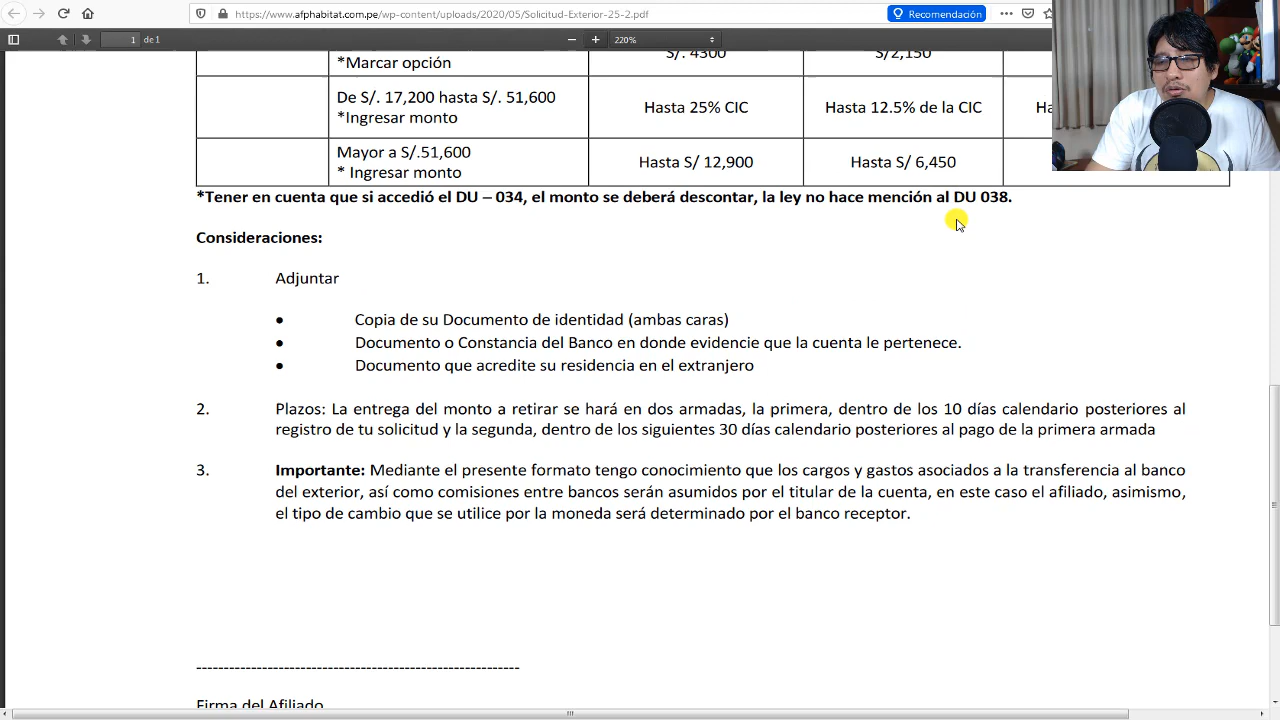 https://www.afphabitat.com.pe/wp-content/uploads/2020/05/Solicitud-Exterior-25-2.pdf
Recomendación
1 de 1
220%
*Marcar opción
S/. 4300
S/2,150
De S/. 17,200 hasta S/. 51,600
*Ingresar monto
Hasta 25% CIC
Hasta 12.5% de la CIC
Mayor a S/.51,600
* Ingresar monto
Hasta S/ 12,900
Hasta S/ 6,450
*Tener en cuenta que si accedió el DU – 034, el monto se deberá descontar, la ley no hace mención al DU 038.
Consideraciones:
1. Adjuntar
• Copia de su Documento de identidad (ambas caras)
• Documento o Constancia del Banco en donde evidencie que la cuenta le pertenece.
• Documento que acredite su residencia en el extranjero
2. Plazos: La entrega del monto a retirar se hará en dos armadas, la primera, dentro de los 10 días calendario posteriores al
registro de tu solicitud y la segunda, dentro de los siguientes 30 días calendario posteriores al pago de la primera armada
3. Importante: Mediante el presente formato tengo conocimiento que los cargos y gastos asociados a la transferencia al banco
del exterior, así como comisiones entre bancos serán asumidos por el titular de la cuenta, en este caso el afiliado, asimismo,
el tipo de cambio que se utilice por la moneda será determinado por el banco receptor.
Firma del Afiliado